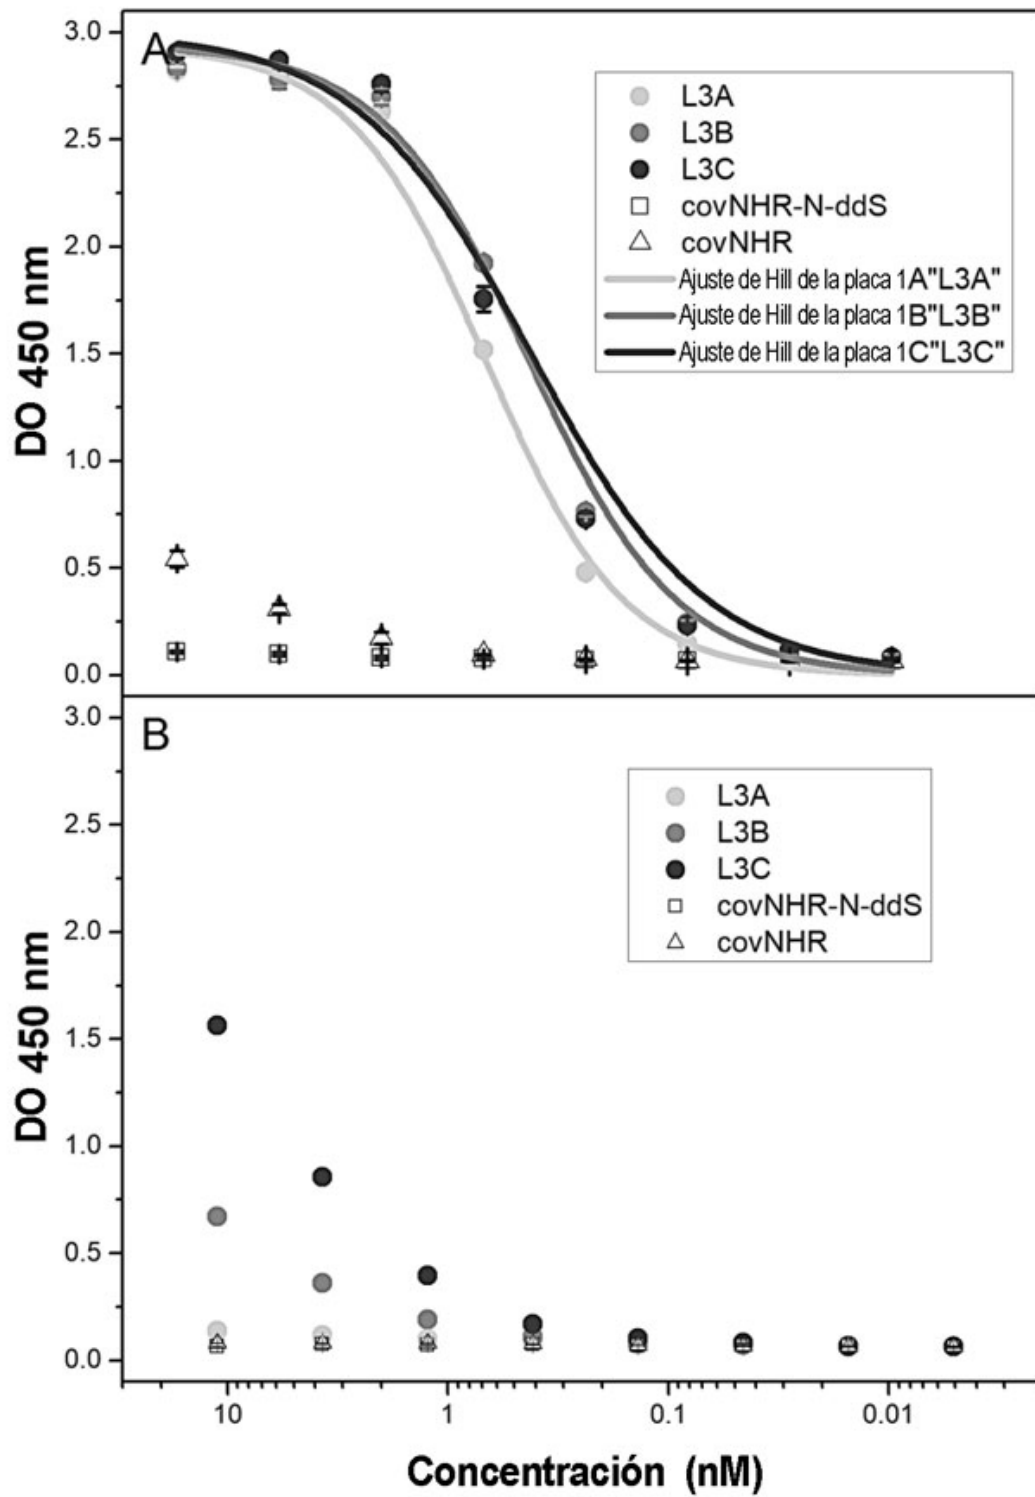 A
3.0
2.5
2.0
1.5
1.0
0.5
0.0
DO 450 nm
L3A
L3B
L3C
covNHR-N-ddS
covNHR
Ajuste de Hill de la placa 1A"L3A"
Ajuste de Hill de la placa 1B"L3B"
Ajuste de Hill de la placa 1C"L3C"
B
3.0
2.5
2.0
1.5
1.0
0.5
0.0
DO 450 nm
L3A
L3B
L3C
covNHR-N-ddS
covNHR
10 1 0.1 0.01
Concentración (nM)